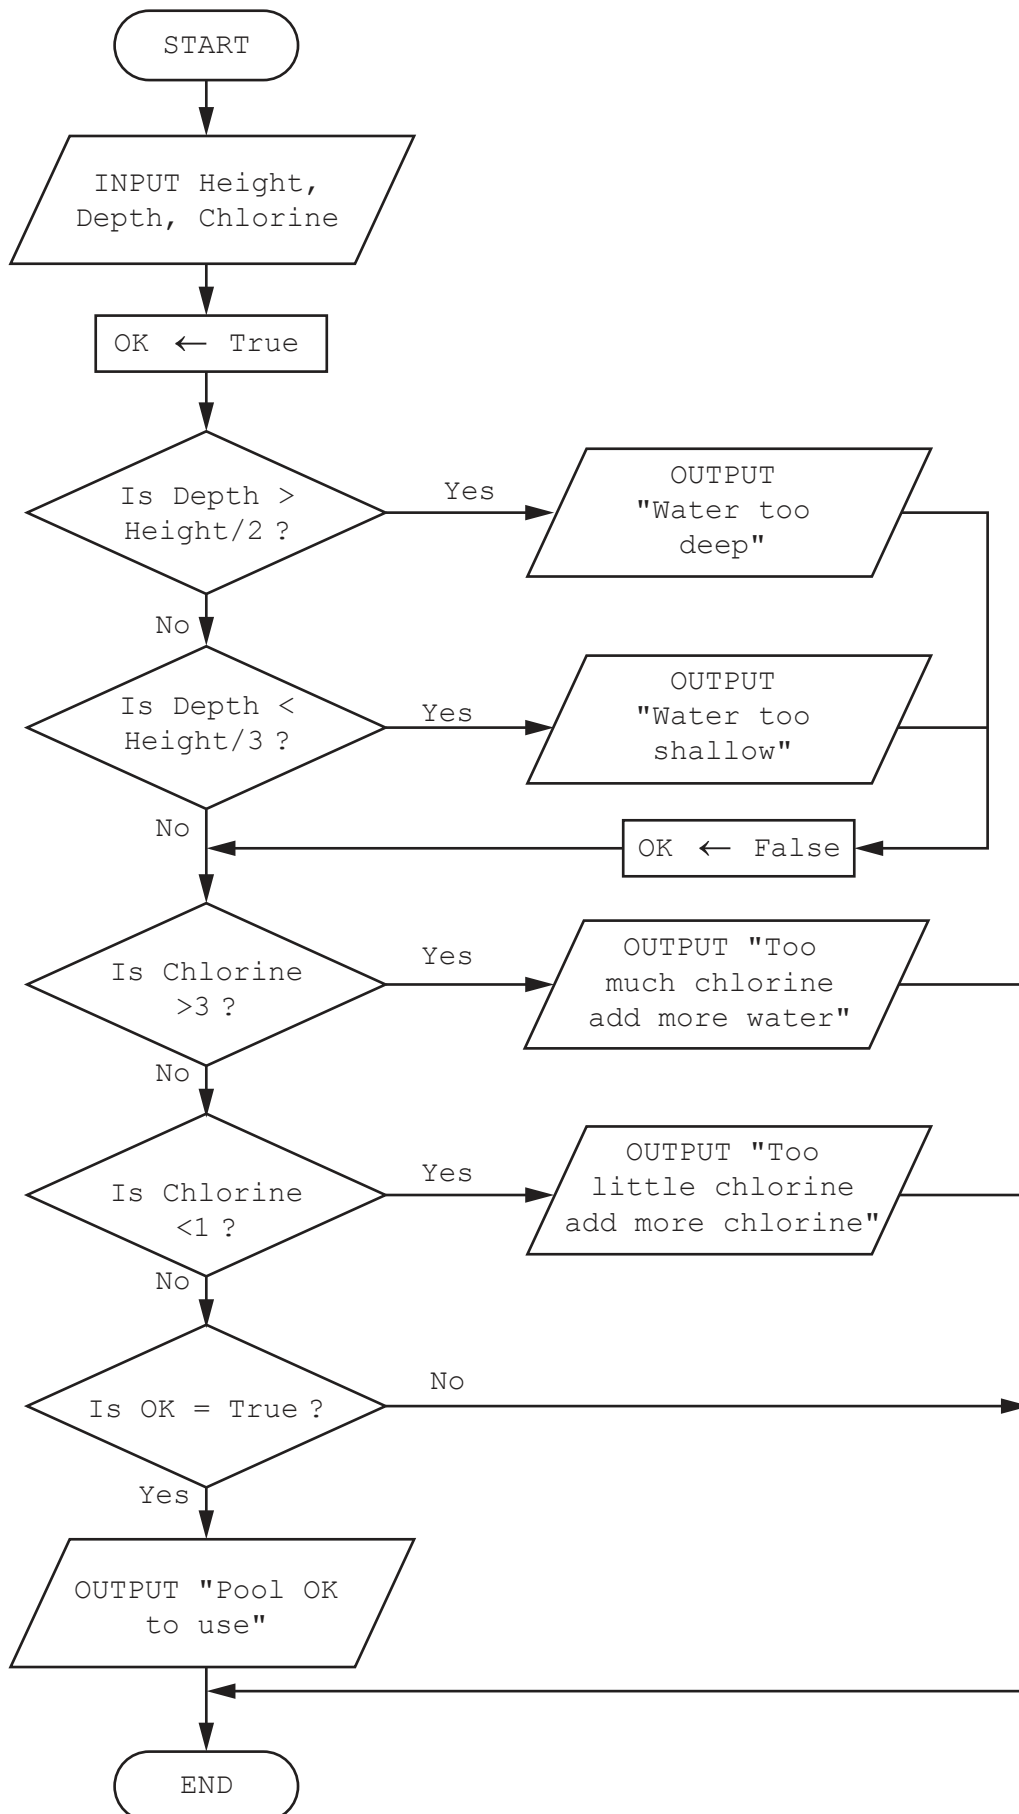 START
INPUT Height,
Depth, Chlorine
OK ← True
Is Depth >
Height/2 ?
Yes
OUTPUT
"Water too
deep"
No
Is Depth <
Height/3 ?
Yes
OUTPUT
"Water too
shallow"
No
OK ← False
Is Chlorine
>3 ?
Yes
OUTPUT "Too
much chlorine
add more water"
No
Is Chlorine
<1 ?
Yes
OUTPUT "Too
little chlorine
add more chlorine"
No
Is OK = True ?
No
Yes
OUTPUT "Pool OK
to use"
END